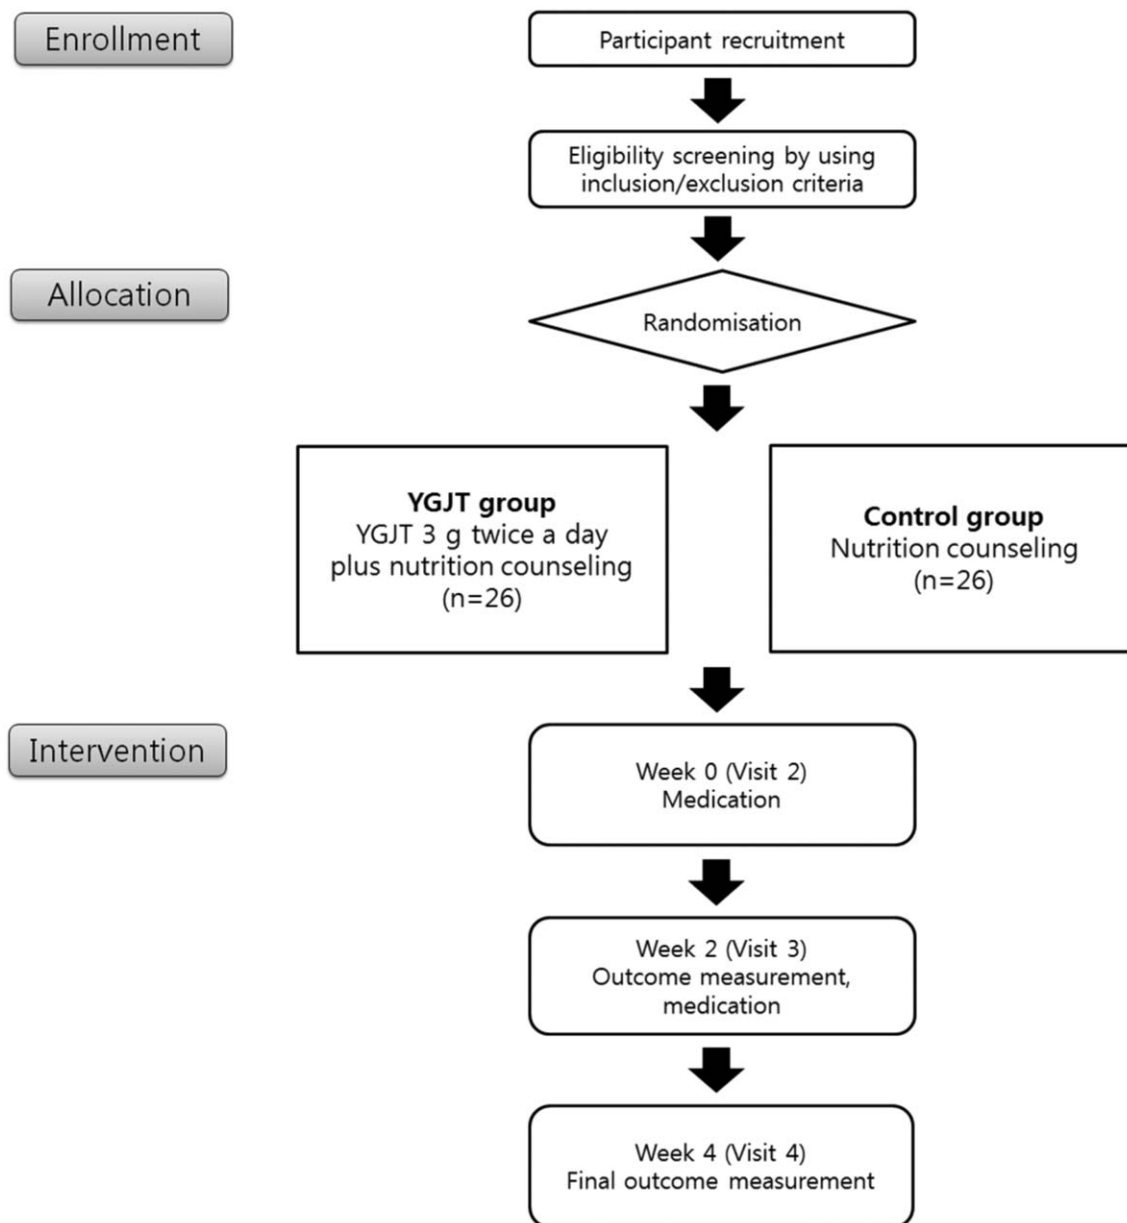 Enrollment
Participant recruitment
Eligibility screening by using
inclusion/exclusion criteria
Allocation
Randomisation
YGJT group
YGJT 3 g twice a day
plus nutrition counseling
(n=26)
Control group
Nutrition counseling
(n=26)
Intervention
Week 0 (Visit 2)
Medication
Week 2 (Visit 3)
Outcome measurement,
medication
Week 4 (Visit 4)
Final outcome measurement